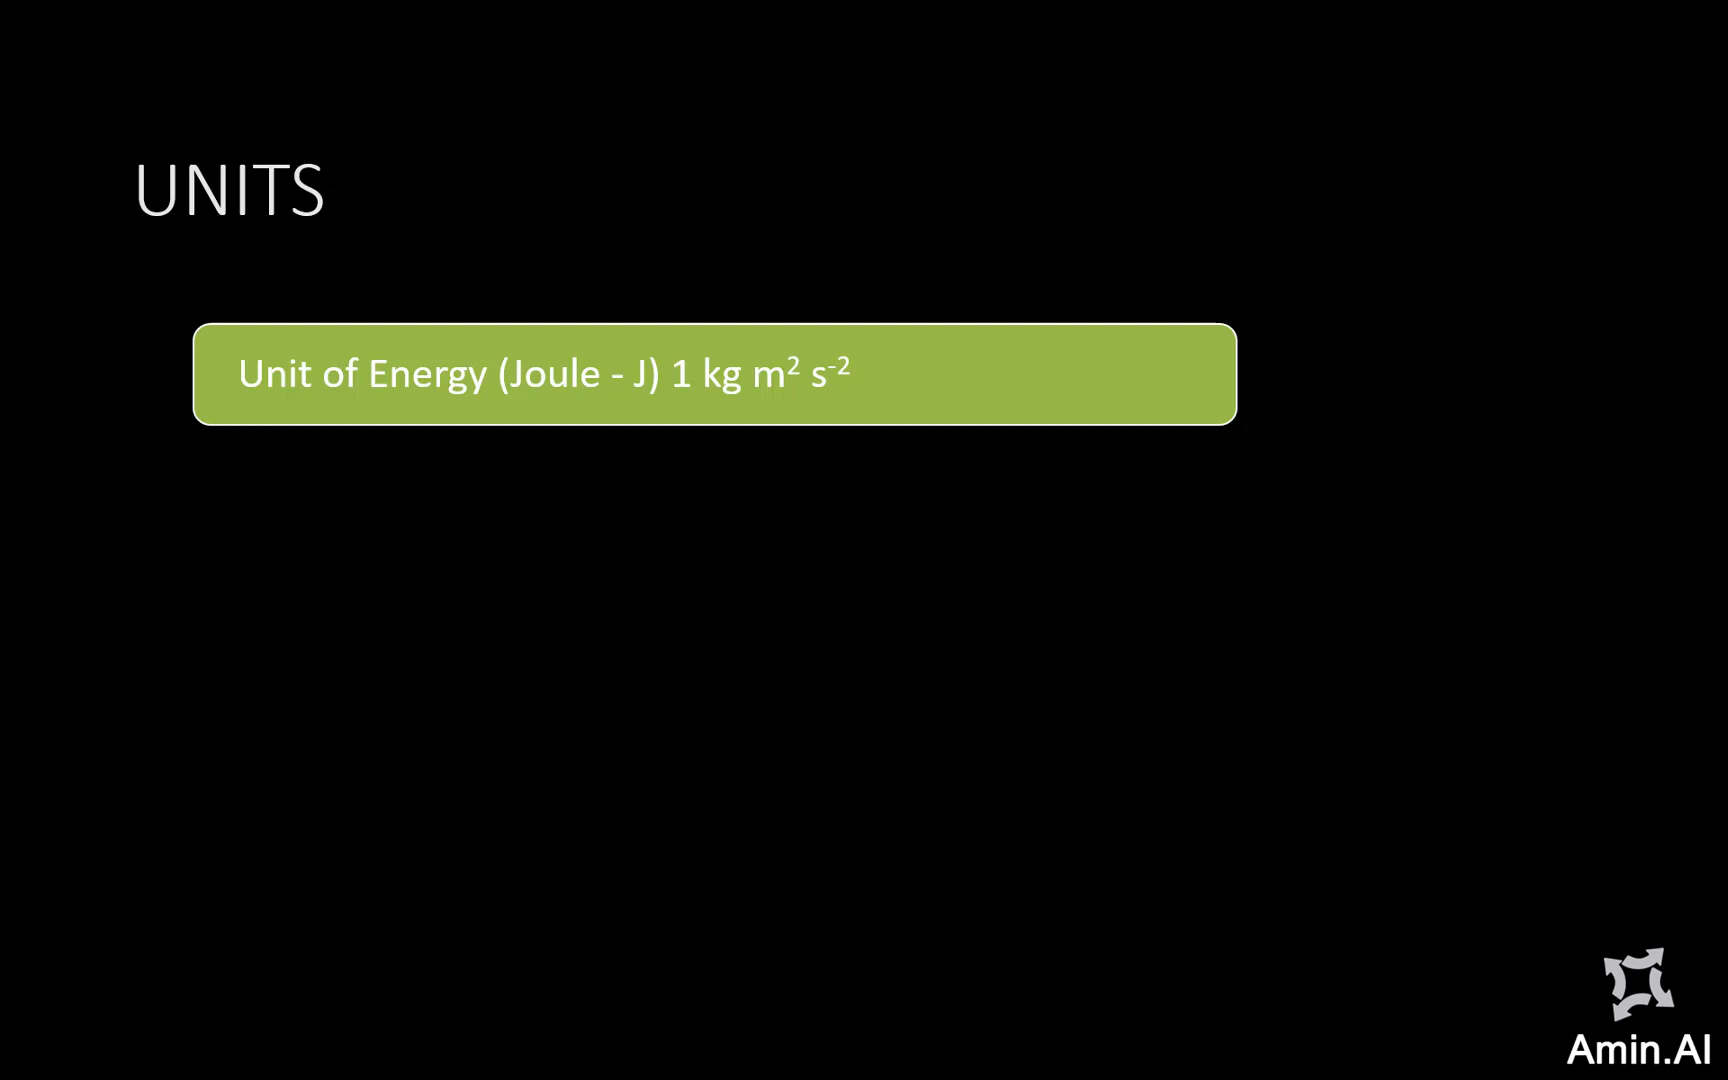 UNITS
Unit of Energy (Joule - J) 1 kg m² s⁻²
Amin.AI